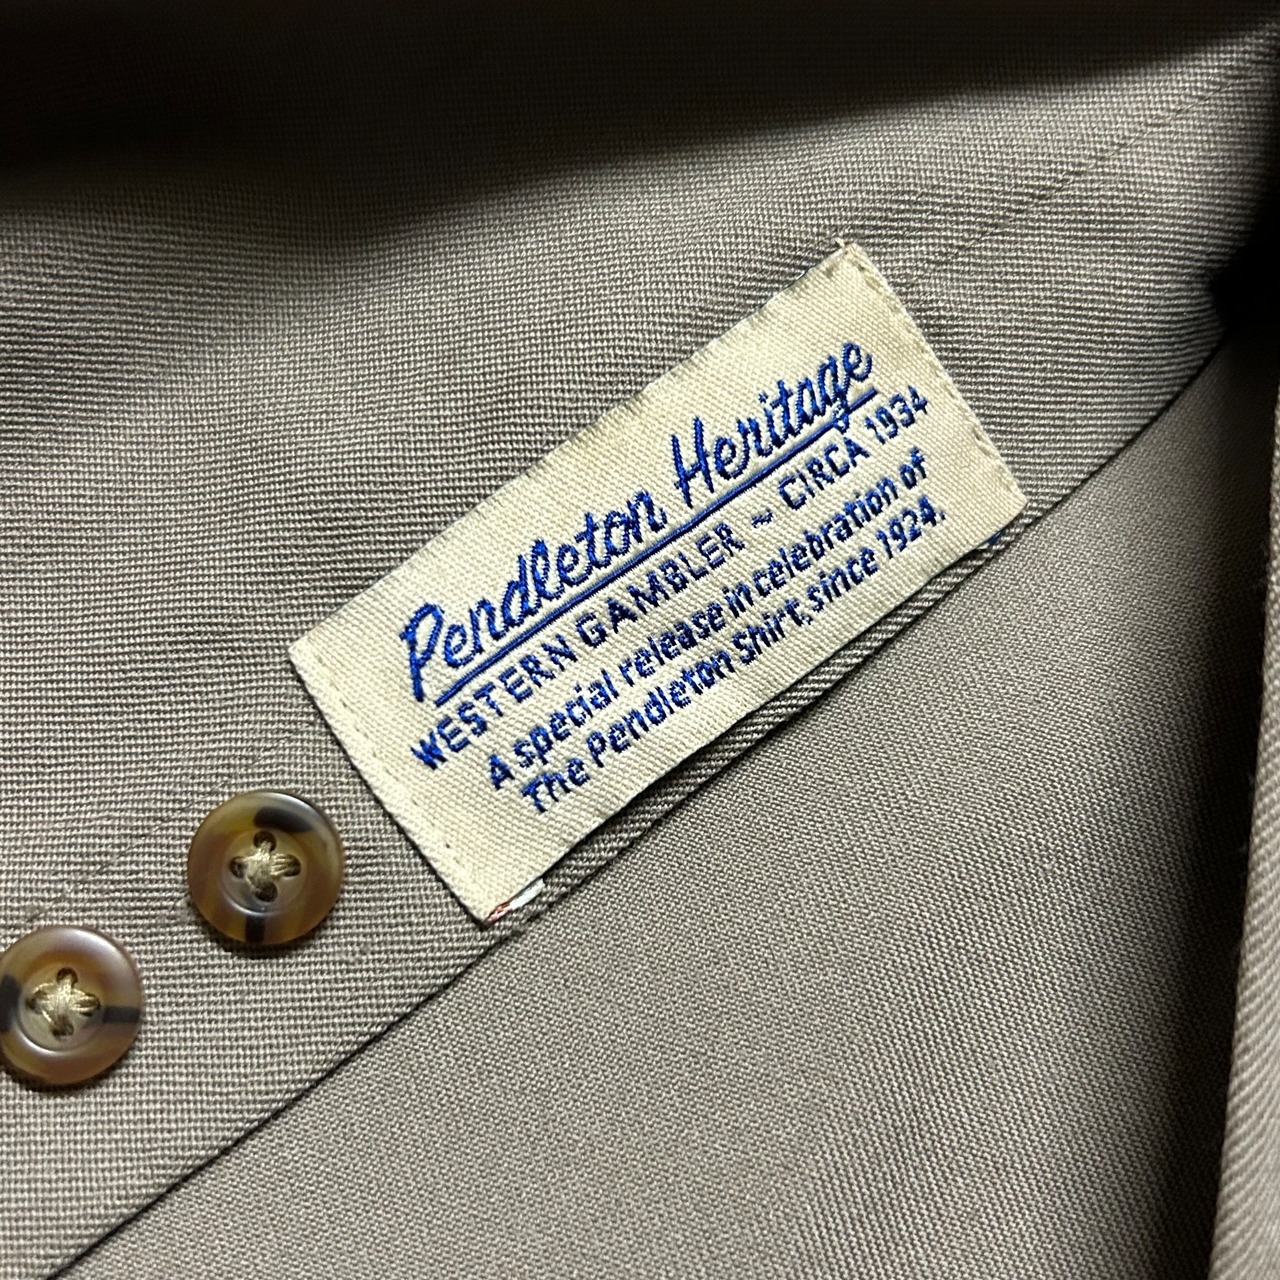 Pendleton Heritage
WESTERN GAMBLER ~ CIRCA 1934
A special release in celebration of
The Pendleton Shirt, since 1924.